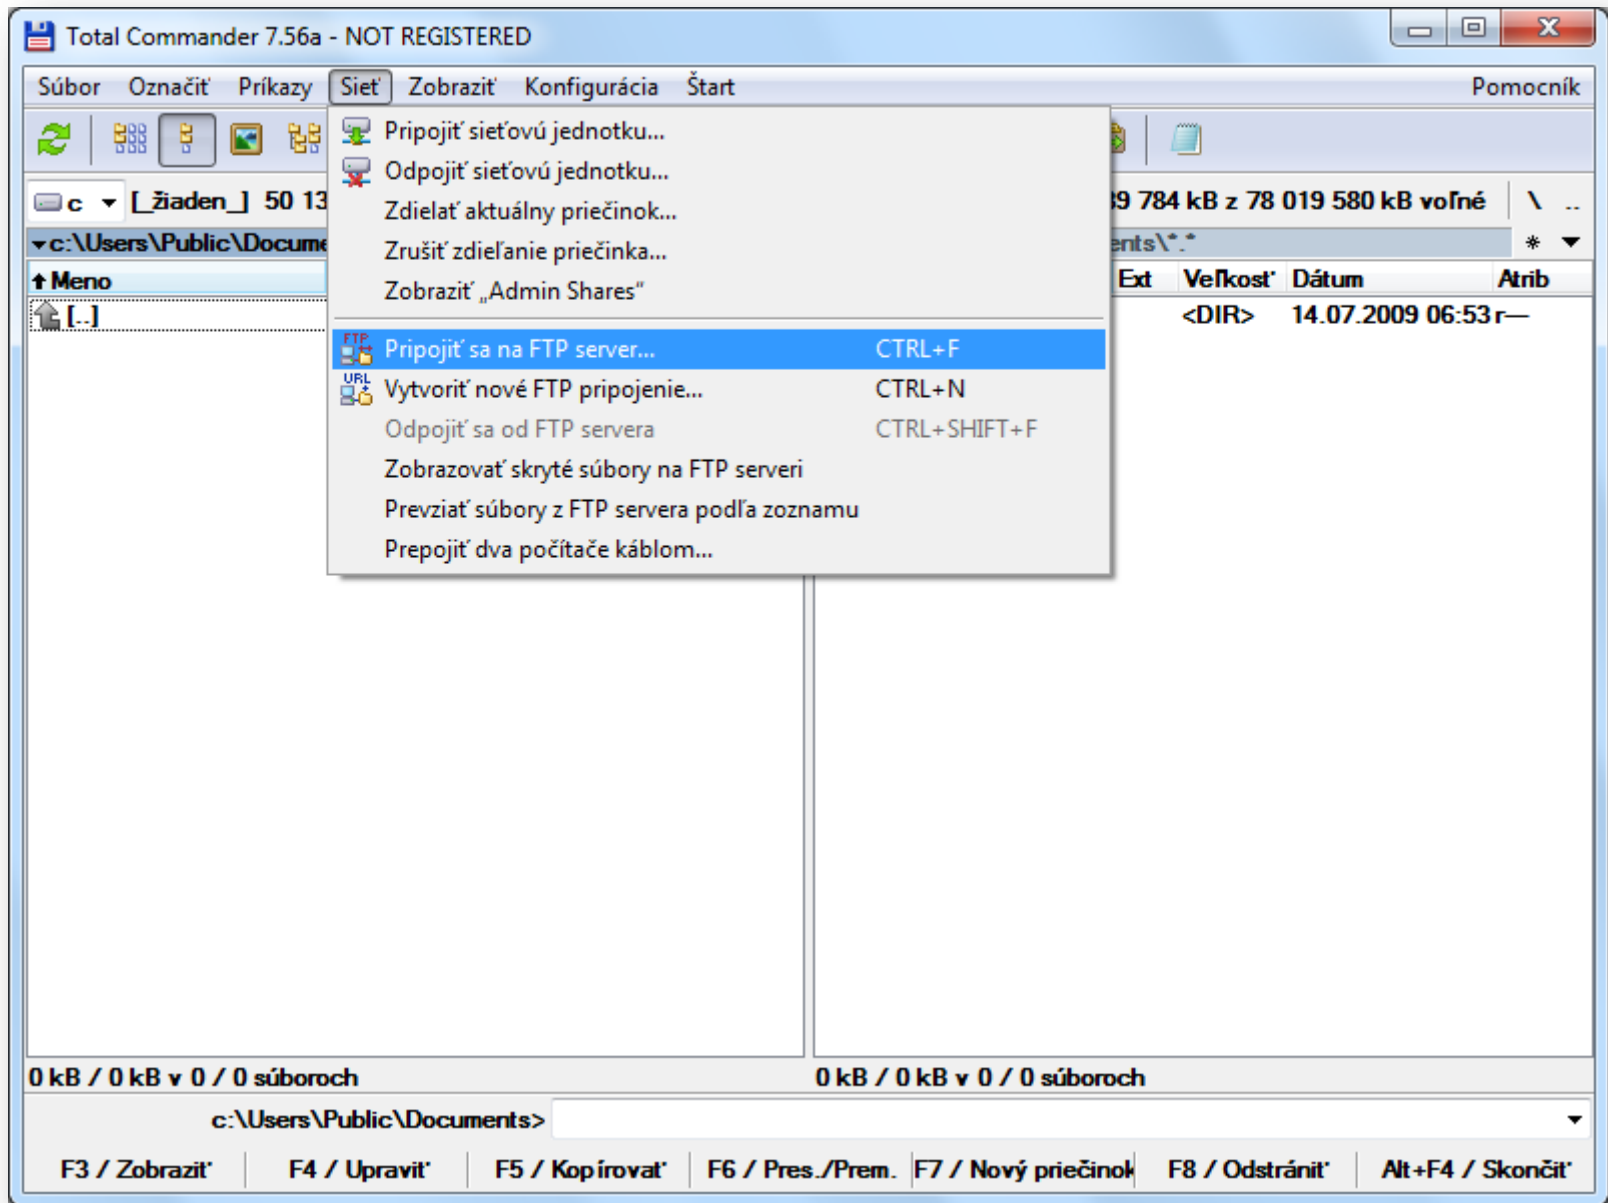 Total Commander 7.56a - NOT REGISTERED
Súbor Označiť Príkazy Sieť Zobraziť Konfigurácia Štart Pomocník
Pripojiť sieťovú jednotku...
Odpojiť sieťovú jednotku...
Zdielať aktuálny priečinok...
Zrušiť zdieľanie priečinka...
Zobraziť „Admin Shares“
FTP Pripojiť sa na FTP server... CTRL+F
URL Vytvoriť nové FTP pripojenie... CTRL+N
Odpojiť sa od FTP servera CTRL+SHIFT+F
Zobrazovať skryté súbory na FTP serveri
Prevziať súbory z FTP servera podľa zoznamu
Prepojiť dva počítače káblom...
c [_žiaden_] 50 13
39 784 kB z 78 019 580 kB voľné \ ..
c:\Users\Public\Docume
ents\*.* *
Meno
Ext Veľkosť Dátum Atrib
[..]
<DIR> 14.07.2009 06:53 r—
0 kB / 0 kB v 0 / 0 súboroch
0 kB / 0 kB v 0 / 0 súboroch
c:\Users\Public\Documents>
F3 / Zobraziť F4 / Upraviť F5 / Kopírovať F6 / Pres./Prem. F7 / Nový priečinok F8 / Odstrániť Alt+F4 / Skončiť